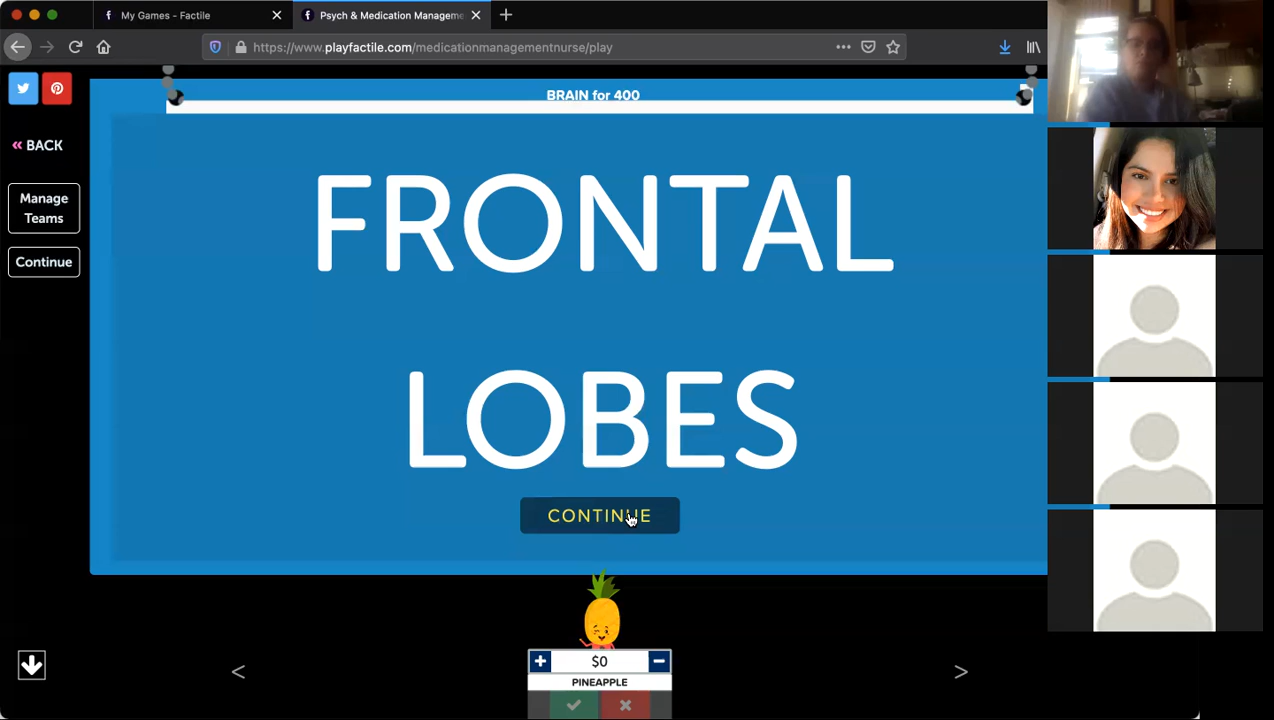 My Games - Factile
Psych & Medication Manageme
https://www.playfactile.com/medicationmanagementnurse/play
BRAIN for 400
« BACK
Manage
Teams
Continue
FRONTAL
LOBES
CONTINUE
< >
+ $0 −
PINEAPPLE